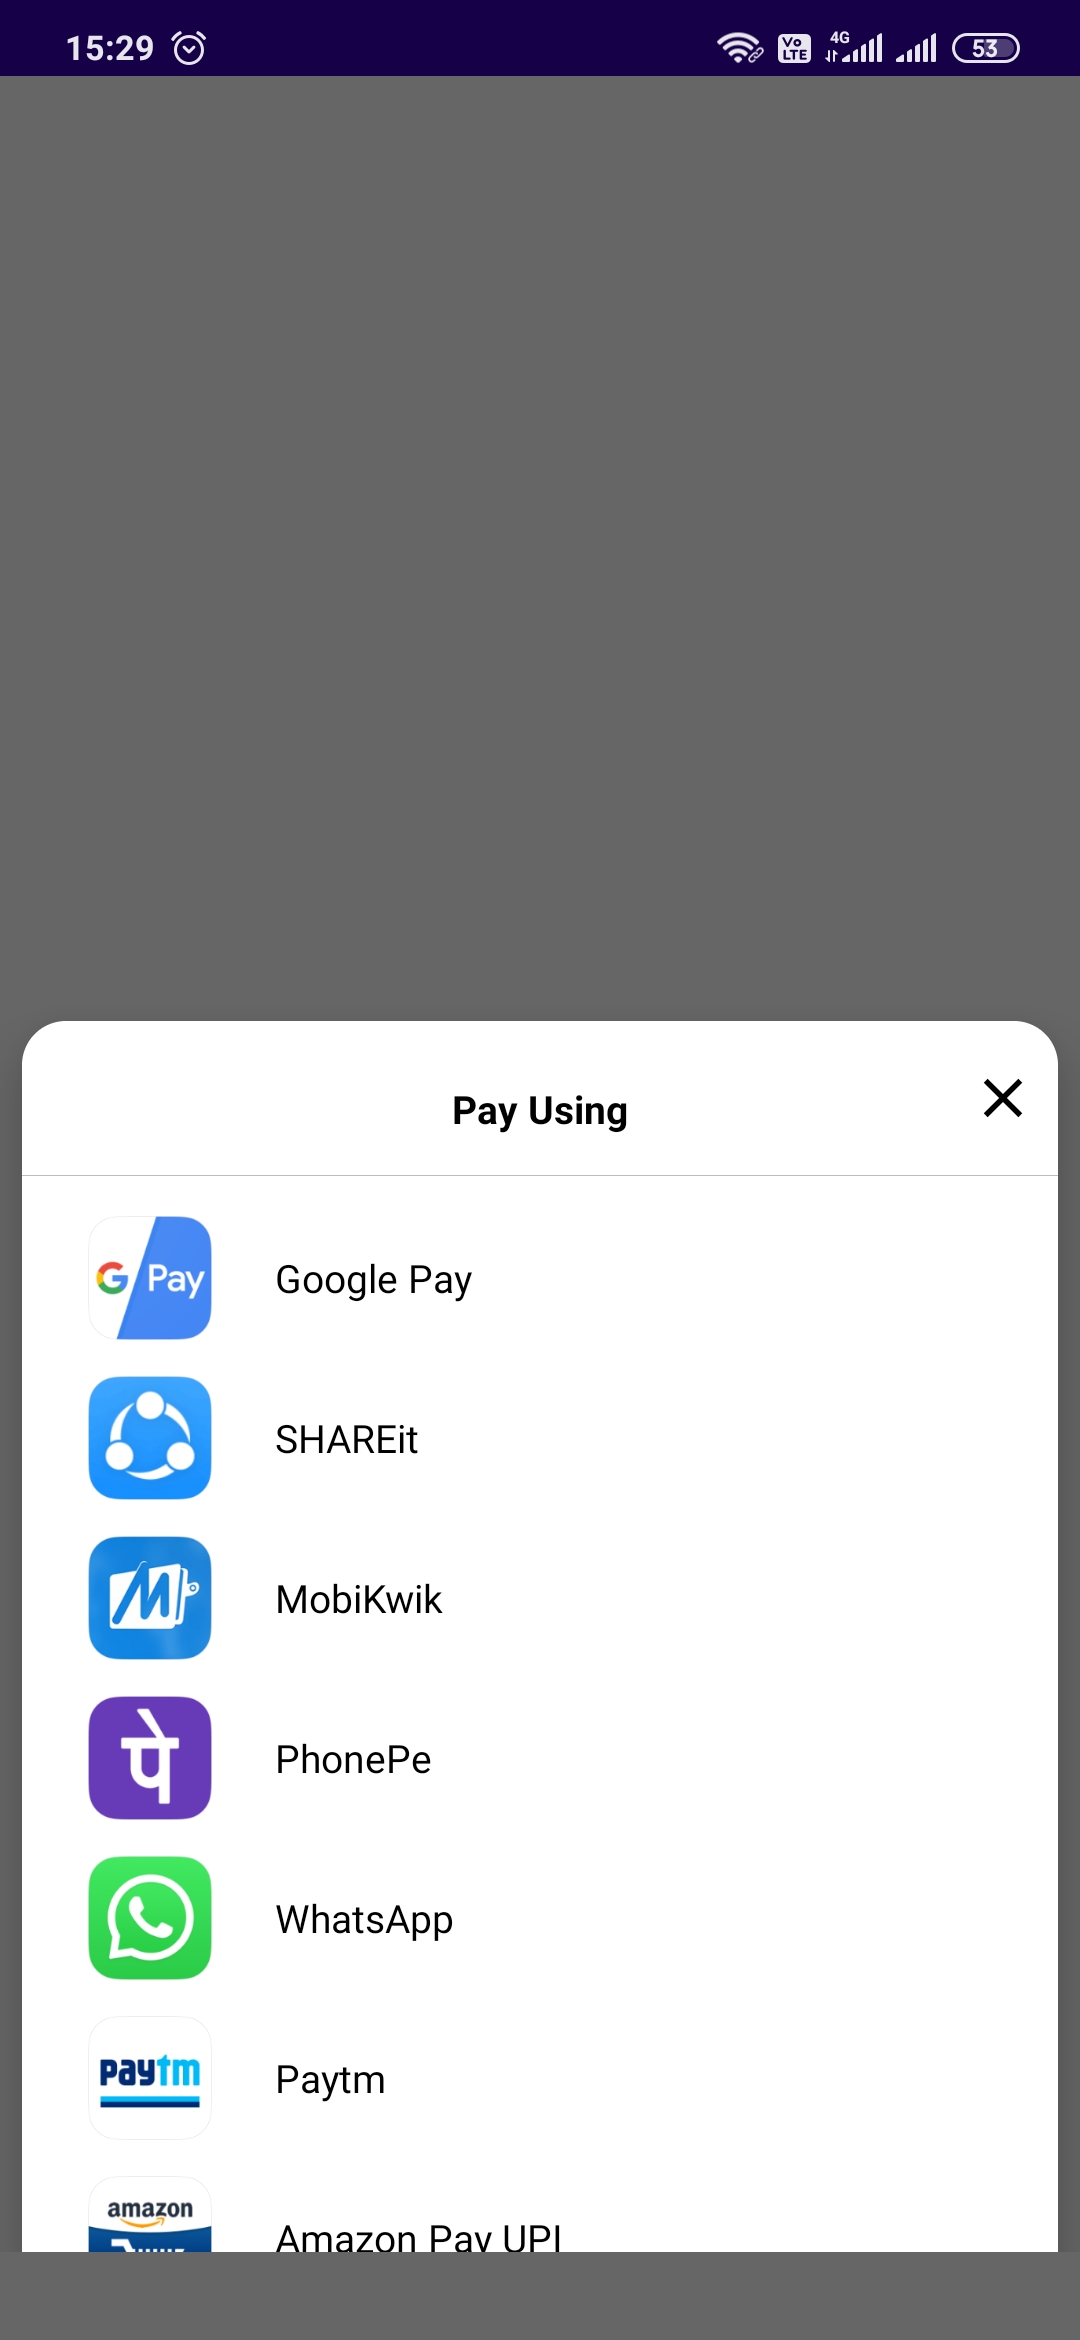 15:29
Vo LTE 4G 53
Pay Using
G Pay Google Pay
SHAREit
M MobiKwik
पे PhonePe
WhatsApp
paytm Paytm
amazon
Amazon Pay UPI